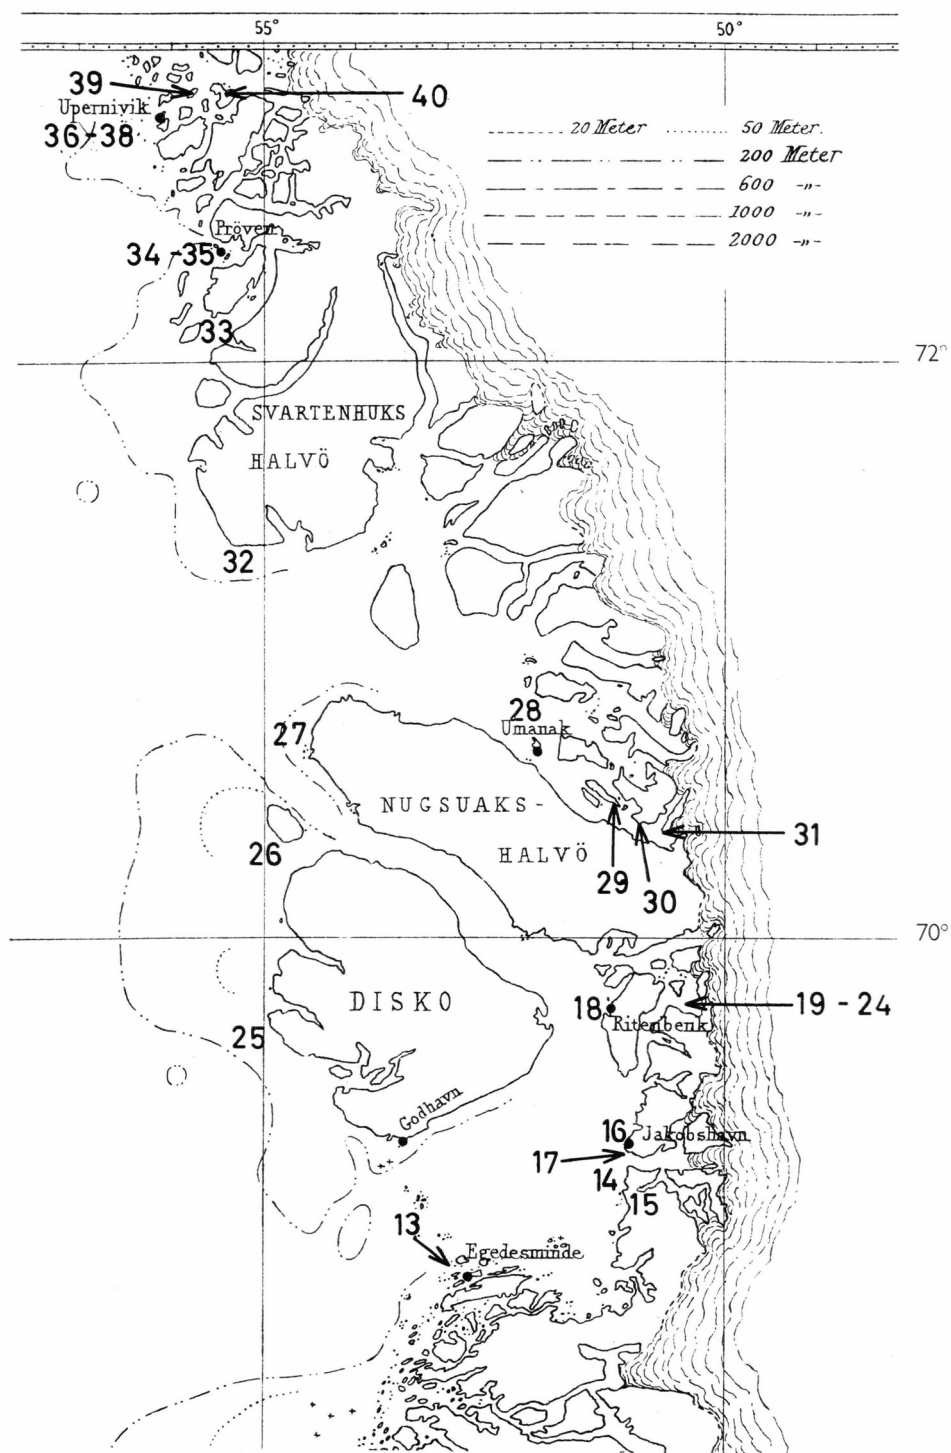 55° 50°
39
40
Upernivik
36-38
20 Meter 50 Meter.
200 Meter
600 -„-
1000 -„-
2000 -„-
Pröven
34-35
33
72°
SVARTENHUKS
HALVÖ
32
28
Umanak
27
NUGSUAKS-
HALVÖ
31
26
29
30
70°
DISKO
18
19 - 24
Ritenbenk
25
Godhavn
16
Jakobshavn
17
14
15
13
Egedesminde